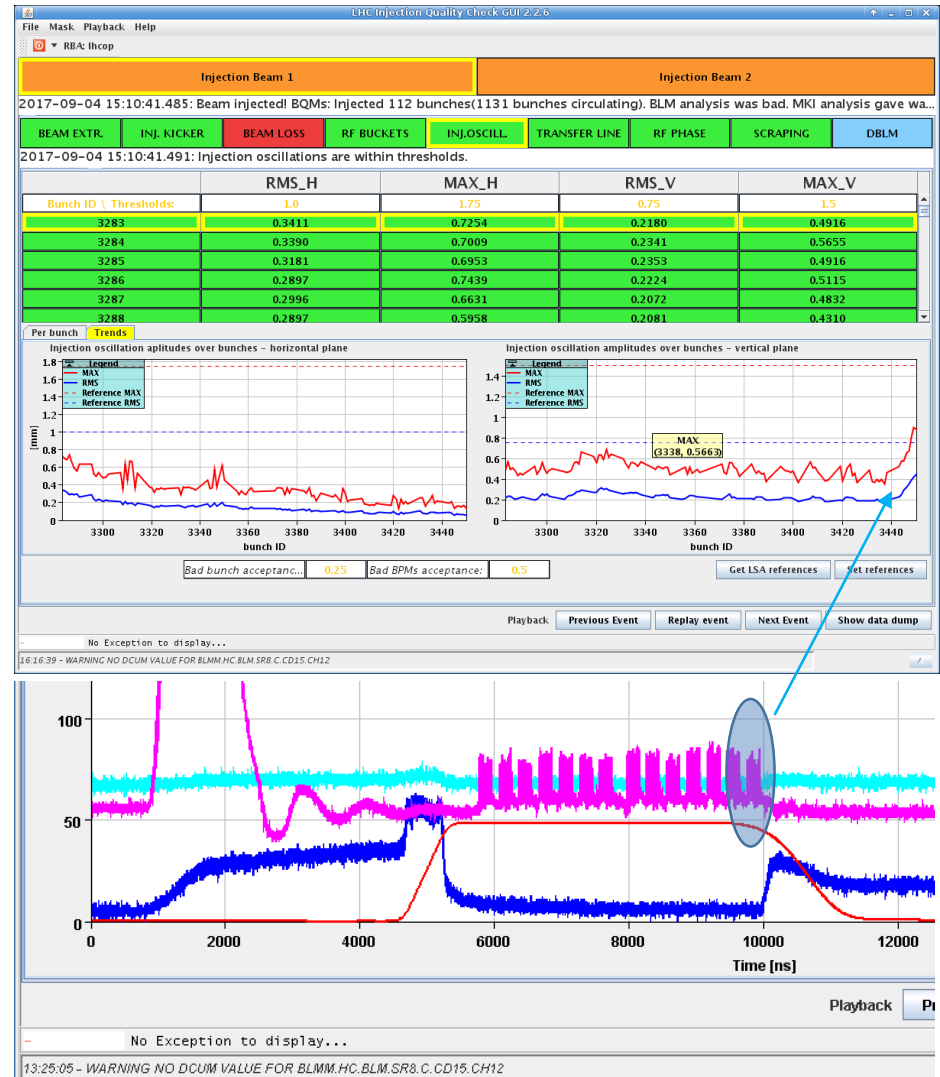 LHC Injection Quality Check GUI 2.2.6
File Mask Playback Help
RBA: lhcop
Injection Beam 1 Injection Beam 2
2017-09-04 15:10:41.485: Beam injected! BQMs: Injected 112 bunches(1131 bunches circulating). BLM analysis was bad. MKI analysis gave wa...
BEAM EXTR. INJ. KICKER BEAM LOSS RF BUCKETS INJ.OSCILL. TRANSFER LINE RF PHASE SCRAPING DBLM
2017-09-04 15:10:41.491: Injection oscillations are within thresholds.
RMS_H MAX_H RMS_V MAX_V
Bunch ID \ Thresholds: 1.0 1.75 0.75 1.5
3283 0.3411 0.7254 0.2180 0.4916
3284 0.3390 0.7009 0.2341 0.5655
3285 0.3181 0.6953 0.2353 0.4916
3286 0.2897 0.7439 0.2224 0.5115
3287 0.2996 0.6631 0.2072 0.4832
3288 0.2897 0.5958 0.2081 0.4310
Per bunch Trends
Injection oscillation aplitudes over bunches - horizontal plane
1.8
1.6
1.4
1.2
1
0.8
0.6
0.4
0.2
0
[mm]
Legend
MAX
RMS
Reference MAX
Reference RMS
3300 3320 3340 3360 3380 3400 3420 3440
bunch ID
Injection oscillation amplitudes over bunches - vertical plane
1.4
1.2
1
0.8
0.6
0.4
0.2
0
Legend
MAX
RMS
Reference MAX
Reference RMS
MAX
(3338, 0.5663)
3300 3320 3340 3360 3380 3400 3420 3440
bunch ID
Bad bunch acceptanc... 0.25 Bad BPMs acceptance: 0.5 Get LSA references Set references
Playback Previous Event Replay event Next Event Show data dump
- No Exception to display...
16:16:39 - WARNING NO DCUM VALUE FOR BLMM.HC.BLM.SR8.C.CD15.CH12
100
50
0
0 2000 4000 6000 8000 10000 12000
Time [ns]
Playback Pr
- No Exception to display...
13:25:05 - WARNING NO DCUM VALUE FOR BLMM.HC.BLM.SR8.C.CD15.CH12